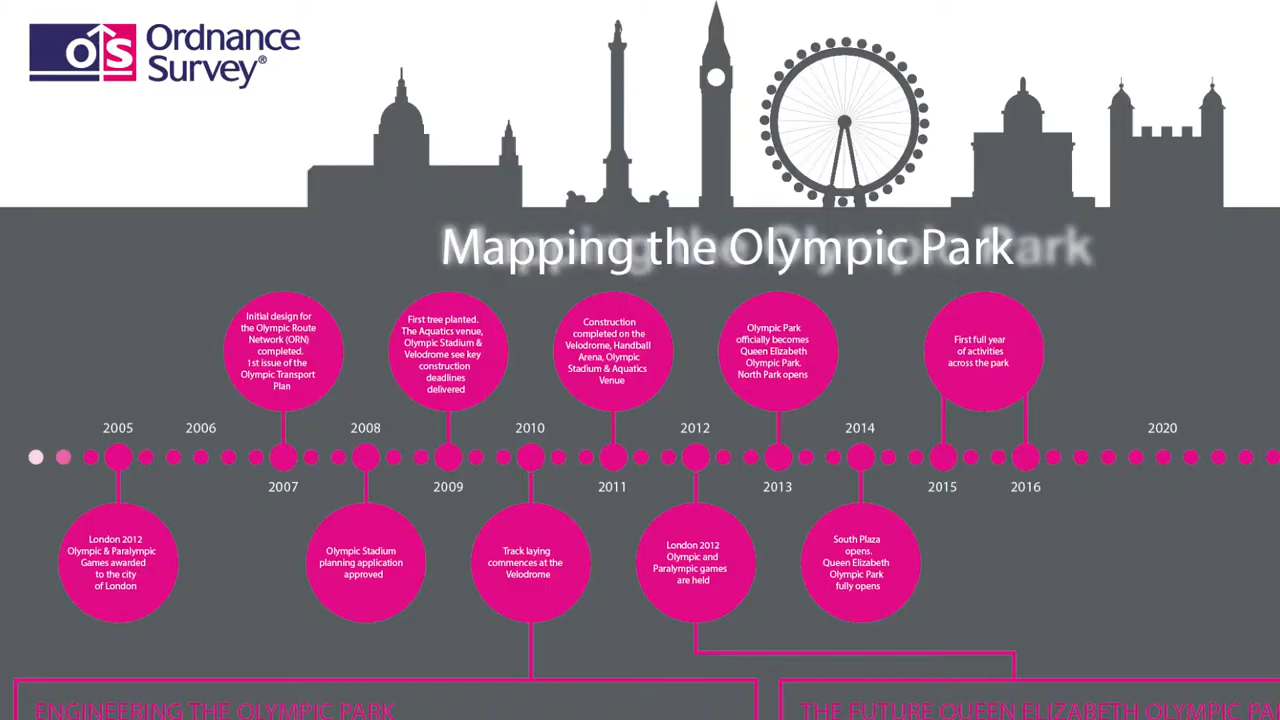 Ordnance
Survey®
Mapping the Olympic Park
Initial design for
the Olympic Route
Network (ORN)
completed.
1st issue of the
Olympic Transport
Plan
First tree planted.
The Aquatics venue,
Olympic Stadium &
Velodrome see key
construction
deadlines
delivered
Construction
completed on the
Velodrome, Handball
Arena, Olympic
Stadium & Aquatics
Venue
Olympic Park
officially becomes
Queen Elizabeth
Olympic Park.
North Park opens
First full year
of activities
across the park
2005
2006
2008
2010
2012
2014
2020
2007
2009
2011
2013
2015
2016
London 2012
Olympic & Paralympic
Games awarded
to the city
of London
Olympic Stadium
planning application
approved
Track laying
commences at the
Velodrome
London 2012
Olympic and
Paralympic games
are held
South Plaza
opens.
Queen Elizabeth
Olympic Park
fully opens
ENGINEERING THE OLYMPIC PARK
THE FUTURE QUEEN ELIZABETH OLYMPIC